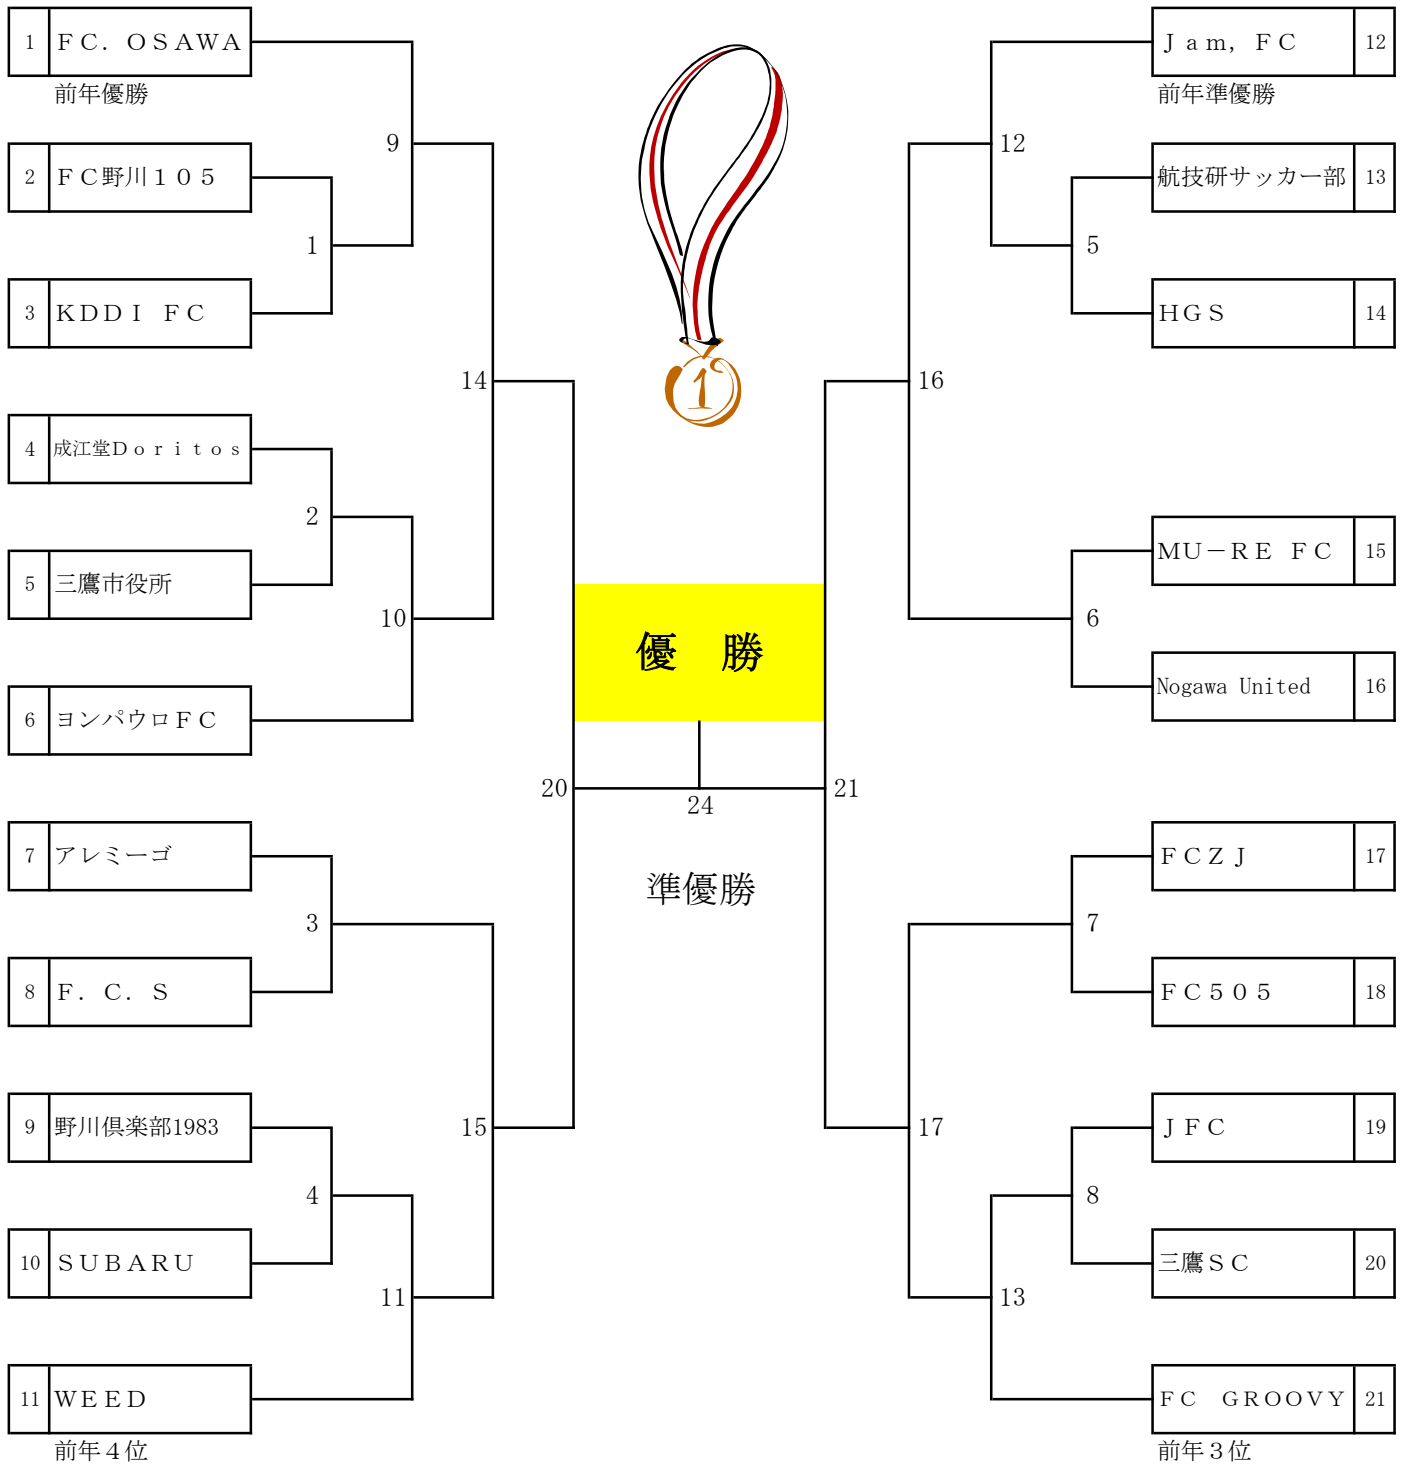 1 ＦＣ．ＯＳＡＷＡ
前年優勝
2 ＦＣ野川１０５
3 ＫＤＤＩ　ＦＣ
4 成江堂Ｄｏｒｉｔｏｓ
5 三鷹市役所
6 ヨンパウロＦＣ
7 アレミーゴ
8 Ｆ．Ｃ．Ｓ
9 野川倶楽部1983
10 ＳＵＢＡＲＵ
11 ＷＥＥＤ
前年４位
9
1
14
2
10
3
15
4
11
20
1
優　勝
24
準優勝
21
12
5
16
6
7
17
8
13
Ｊａｍ，ＦＣ 12
前年準優勝
航技研サッカー部 13
ＨＧＳ 14
ＭＵ－ＲＥ　ＦＣ 15
Nogawa United 16
ＦＣＺＪ 17
ＦＣ５０５ 18
ＪＦＣ 19
三鷹ＳＣ 20
ＦＣ　ＧＲＯＯＶＹ 21
前年３位